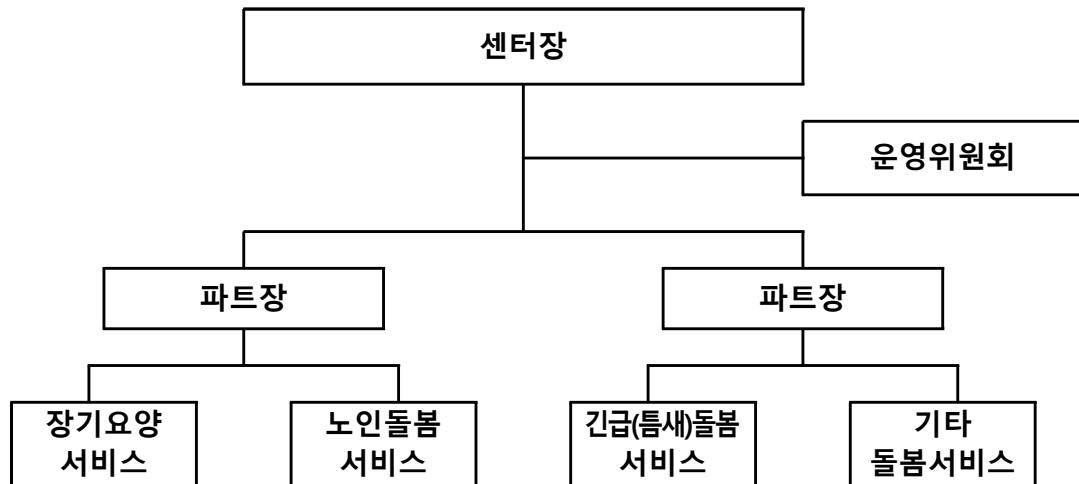 센터장
운영위원회
파트장
파트장
장기요양
서비스
노인돌봄
서비스
긴급(틈새)돌봄
서비스
기타
돌봄서비스